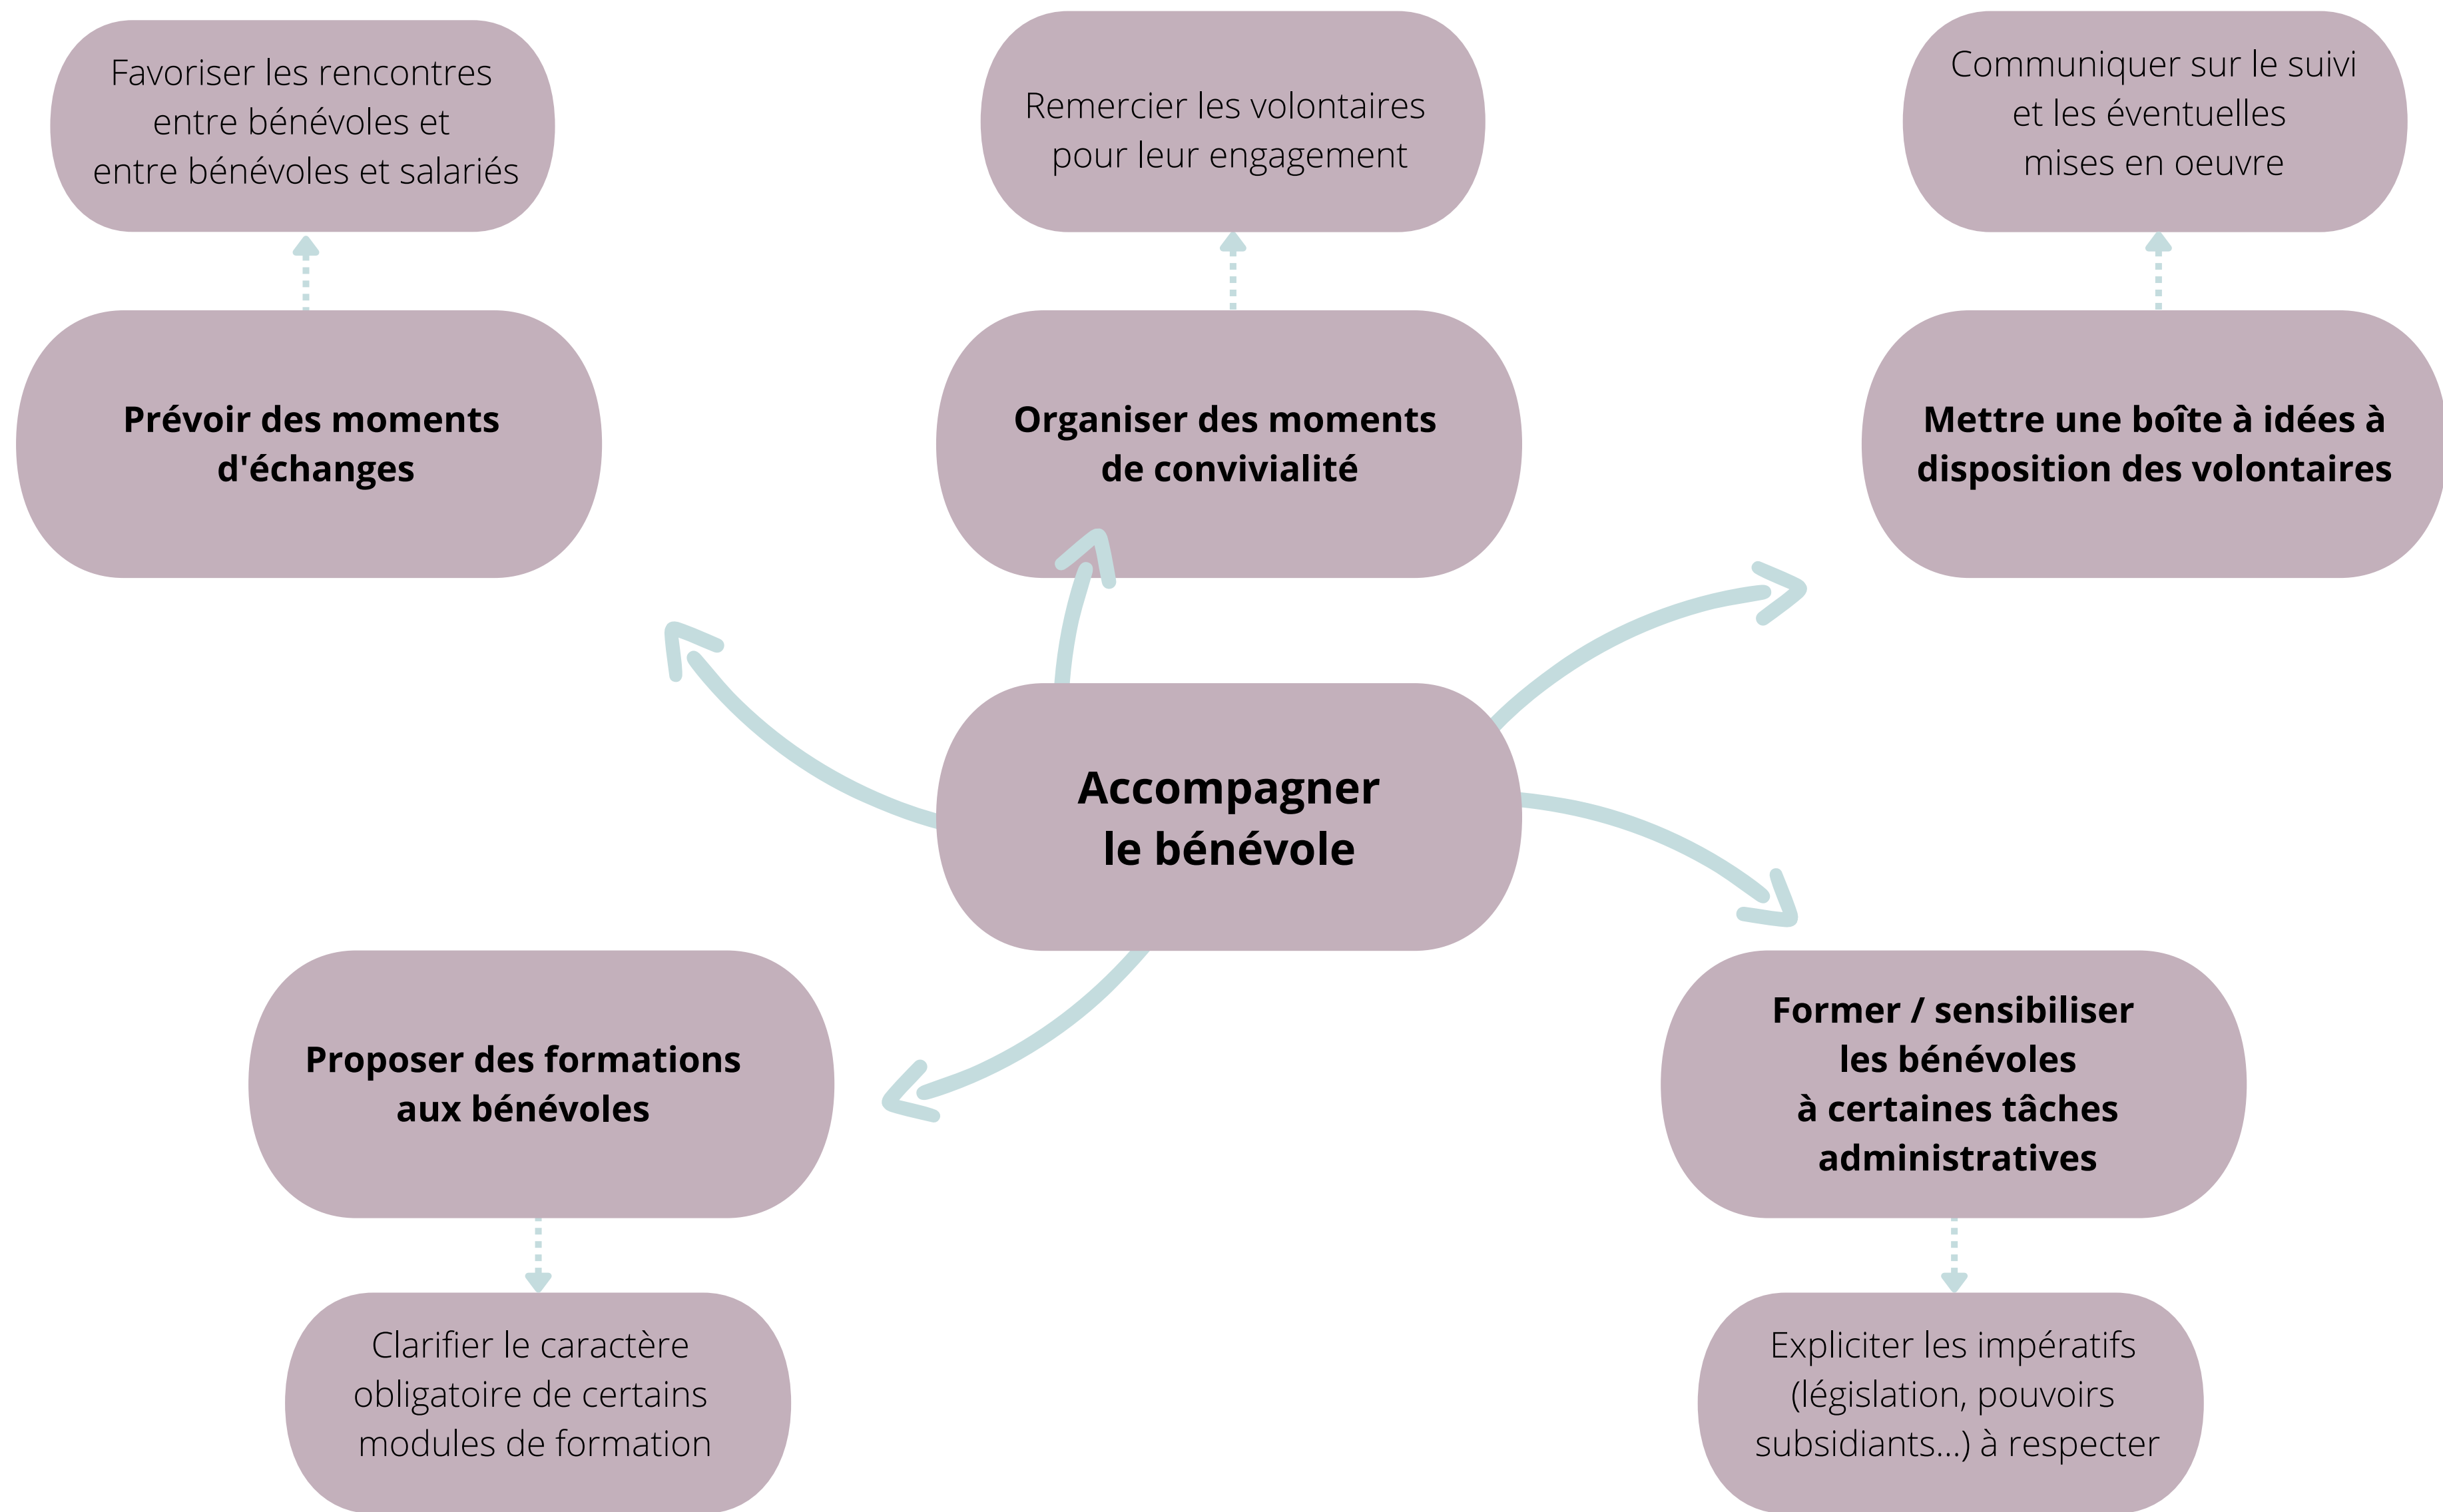 Favoriser les rencontres
entre bénévoles et
entre bénévoles et salariés
Remercier les volontaires
pour leur engagement
Communiquer sur le suivi
et les éventuelles
mises en oeuvre
Prévoir des moments
d'échanges
Organiser des moments
de convivialité
Mettre une boîte à idées à
disposition des volontaires
Accompagner
le bénévole
Proposer des formations
aux bénévoles
Former / sensibiliser
les bénévoles
à certaines tâches
administratives
Clarifier le caractère
obligatoire de certains
modules de formation
Expliciter les impératifs
(législation, pouvoirs
subsidiants...) à respecter